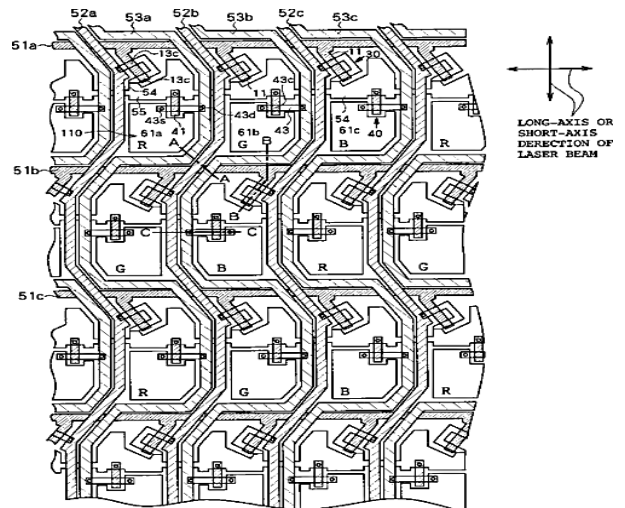 52a 53a 52b 53b 52c 53c
51a 13c 11 11 30
54 13c
55 43c 54
110 43s 41 43d 43 40
61a 61b 61c
R A G B B R
LONG-AXIS OR
SHORT-AXIS
DERECTION OF
LASER BEAM
51b A
B
C C
G B R G
51c
R G B R